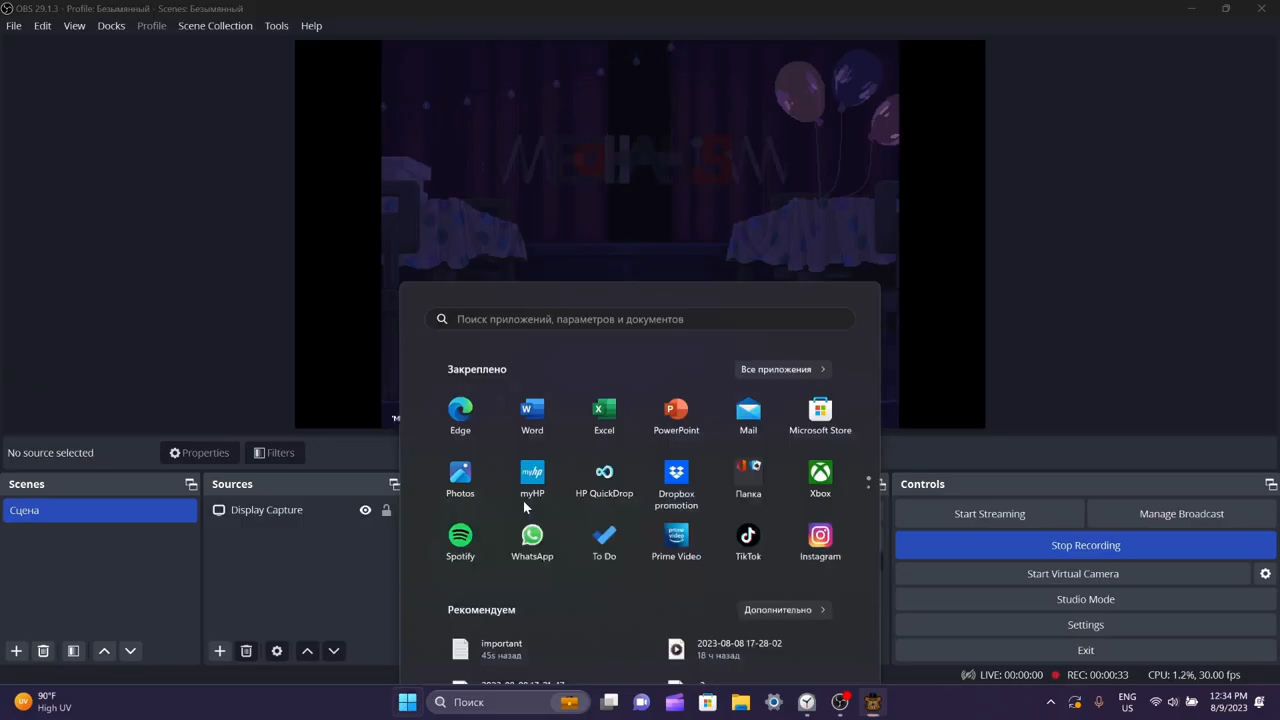 OBS 29.1.3 - Profile: Безымянный - Scenes: Безымянный
File Edit View Docks Profile Scene Collection Tools Help
MECHANISM
Поиск приложений, параметров и документов
Закреплено
Все приложения
Edge Word Excel PowerPoint Mail Microsoft Store
myhp
Photos myHP HP QuickDrop Dropbox promotion Папка Xbox
prime video
Spotify WhatsApp To Do Prime Video TikTok Instagram
Рекомендуем
Дополнительно
important
45s назад
2023-08-08 17-28-02
18 ч назад
No source selected
Properties
Filters
Scenes
Сцена
Sources
Display Capture
Controls
Start Streaming
Manage Broadcast
Stop Recording
Start Virtual Camera
Studio Mode
Settings
Exit
LIVE: 00:00:00 REC: 00:00:33 CPU: 1.2%, 30.00 fps
UV
90°F
High UV
Поиск
ENG
US
12:34 PM
8/9/2023